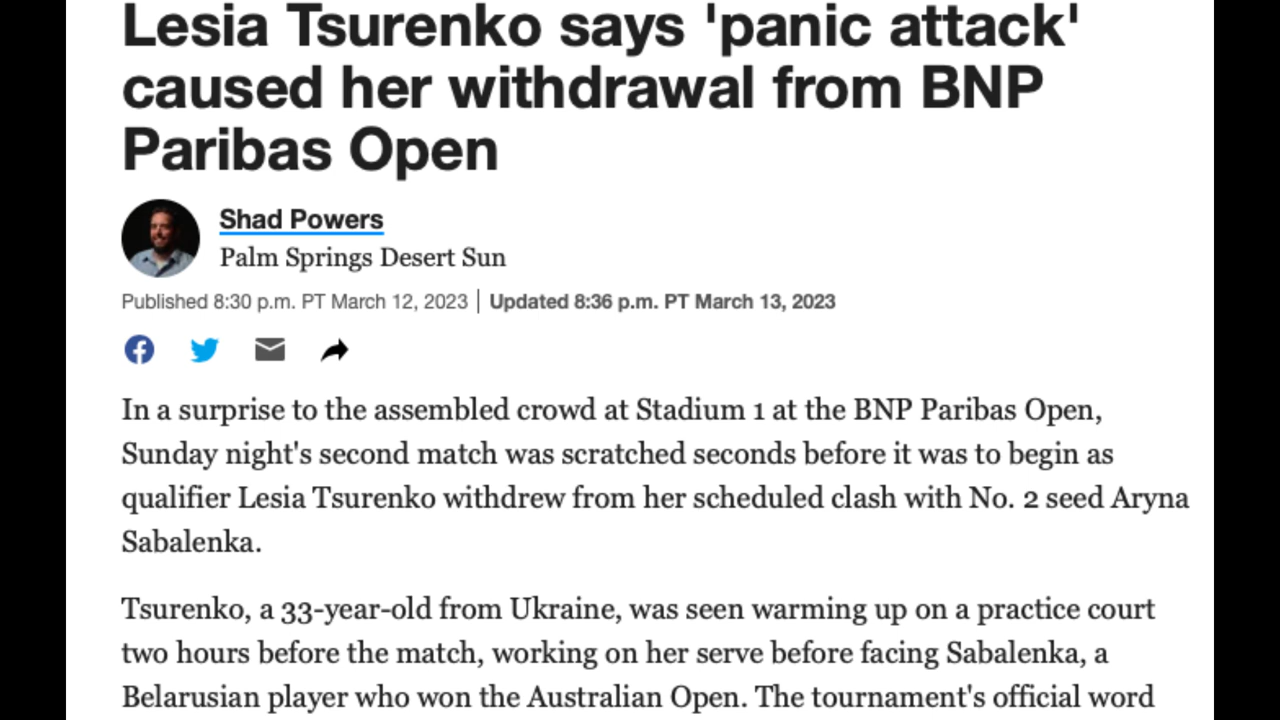 Lesia Tsurenko says 'panic attack'
caused her withdrawal from BNP
Paribas Open
Shad Powers
Palm Springs Desert Sun
Published 8:30 p.m. PT March 12, 2023 | Updated 8:36 p.m. PT March 13, 2023
In a surprise to the assembled crowd at Stadium 1 at the BNP Paribas Open,
Sunday night's second match was scratched seconds before it was to begin as
qualifier Lesia Tsurenko withdrew from her scheduled clash with No. 2 seed Aryna
Sabalenka.
Tsurenko, a 33-year-old from Ukraine, was seen warming up on a practice court
two hours before the match, working on her serve before facing Sabalenka, a
Belarusian player who won the Australian Open. The tournament's official word